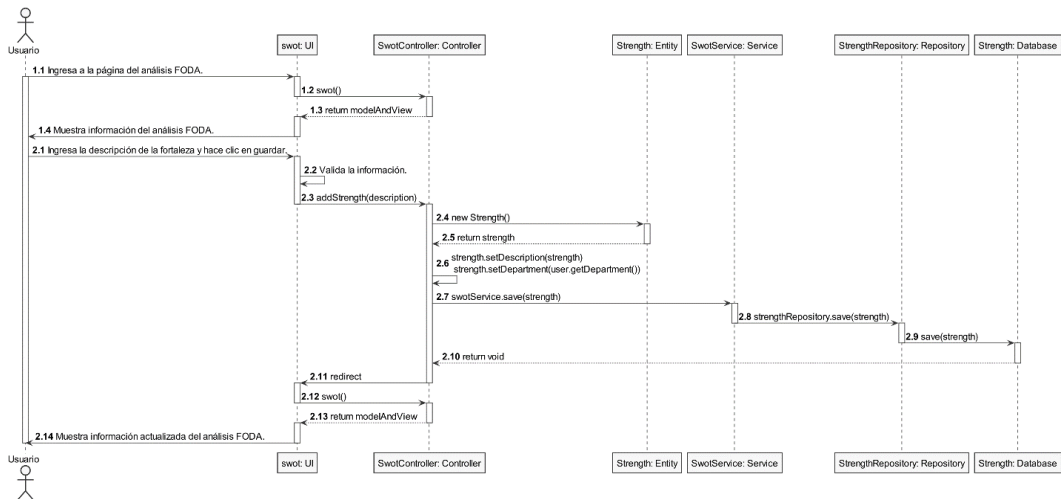 Usuario
swot: UI
SwotController: Controller
Strength: Entity
SwotService: Service
StrengthRepository: Repository
Strength: Database
1.1 Ingresa a la página del análisis FODA.
1.2 swot()
1.3 return modelAndView
1.4 Muestra información del análisis FODA.
2.1 Ingresa la descripción de la fortaleza y hace clic en guardar.
2.2 Valida la información.
2.3 addStrength(description)
2.4 new Strength()
2.5 return strength
2.6 strength.setDescription(strength)
strength.setDepartment(user.getDepartment())
2.7 swotService.save(strength)
2.8 strengthRepository.save(strength)
2.9 save(strength)
2.10 return void
2.11 redirect
2.12 swot()
2.13 return modelAndView
2.14 Muestra información actualizada del análisis FODA.
Usuario
swot: UI
SwotController: Controller
Strength: Entity
SwotService: Service
StrengthRepository: Repository
Strength: Database